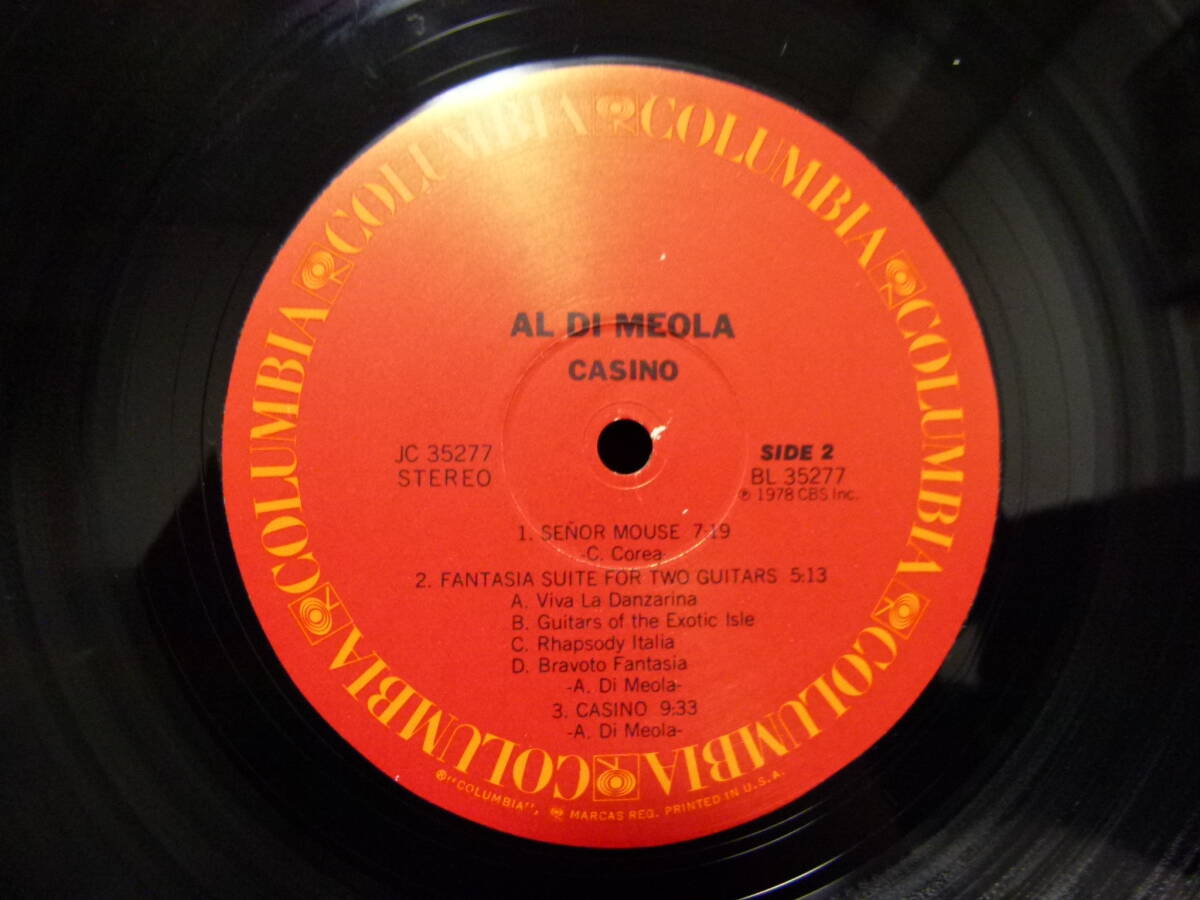 COLUMBIA COLUMBIA COLUMBIA COLUMBIA COLUMBIA COLUMBIA
AL DI MEOLA
CASINO
JC 35277
STEREO
SIDE 2
BL 35277
℗ 1978 CBS Inc.
1. SEÑOR MOUSE 7:19
-C. Corea-
2. FANTASIA SUITE FOR TWO GUITARS 5:13
A. Viva La Danzarina
B. Guitars of the Exotic Isle
C. Rhapsody Italia
D. Bravoto Fantasia
-A. Di Meola-
3. CASINO 9:33
-A. Di Meola-
®"COLUMBIA", MARCAS REG. PRINTED IN U.S.A.